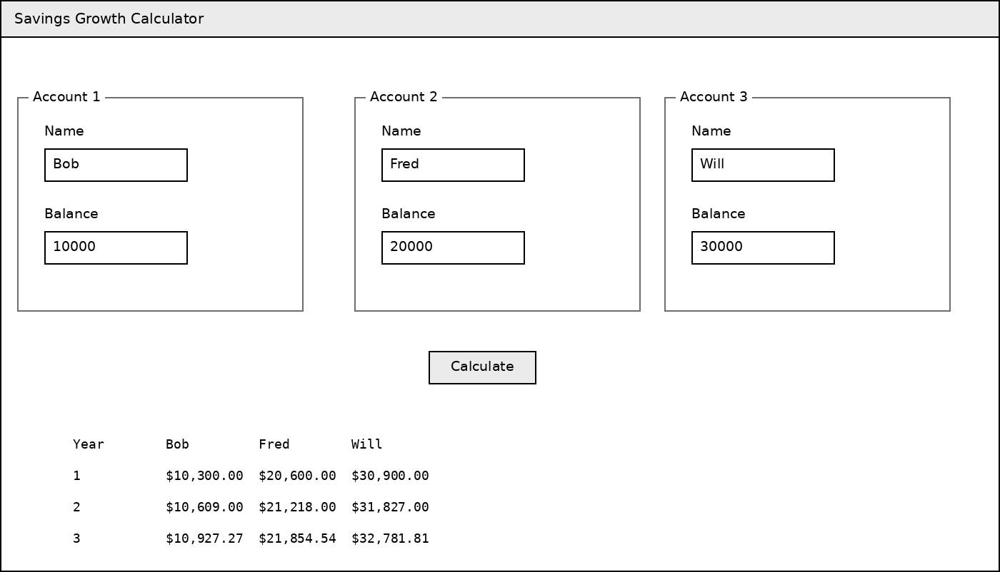 Savings Growth Calculator
Account 1
Name
Bob
Balance
10000
Account 2
Name
Fred
Balance
20000
Account 3
Name
Will
Balance
30000
Calculate
Year Bob Fred Will
1 $10,300.00 $20,600.00 $30,900.00
2 $10,609.00 $21,218.00 $31,827.00
3 $10,927.27 $21,854.54 $32,781.81